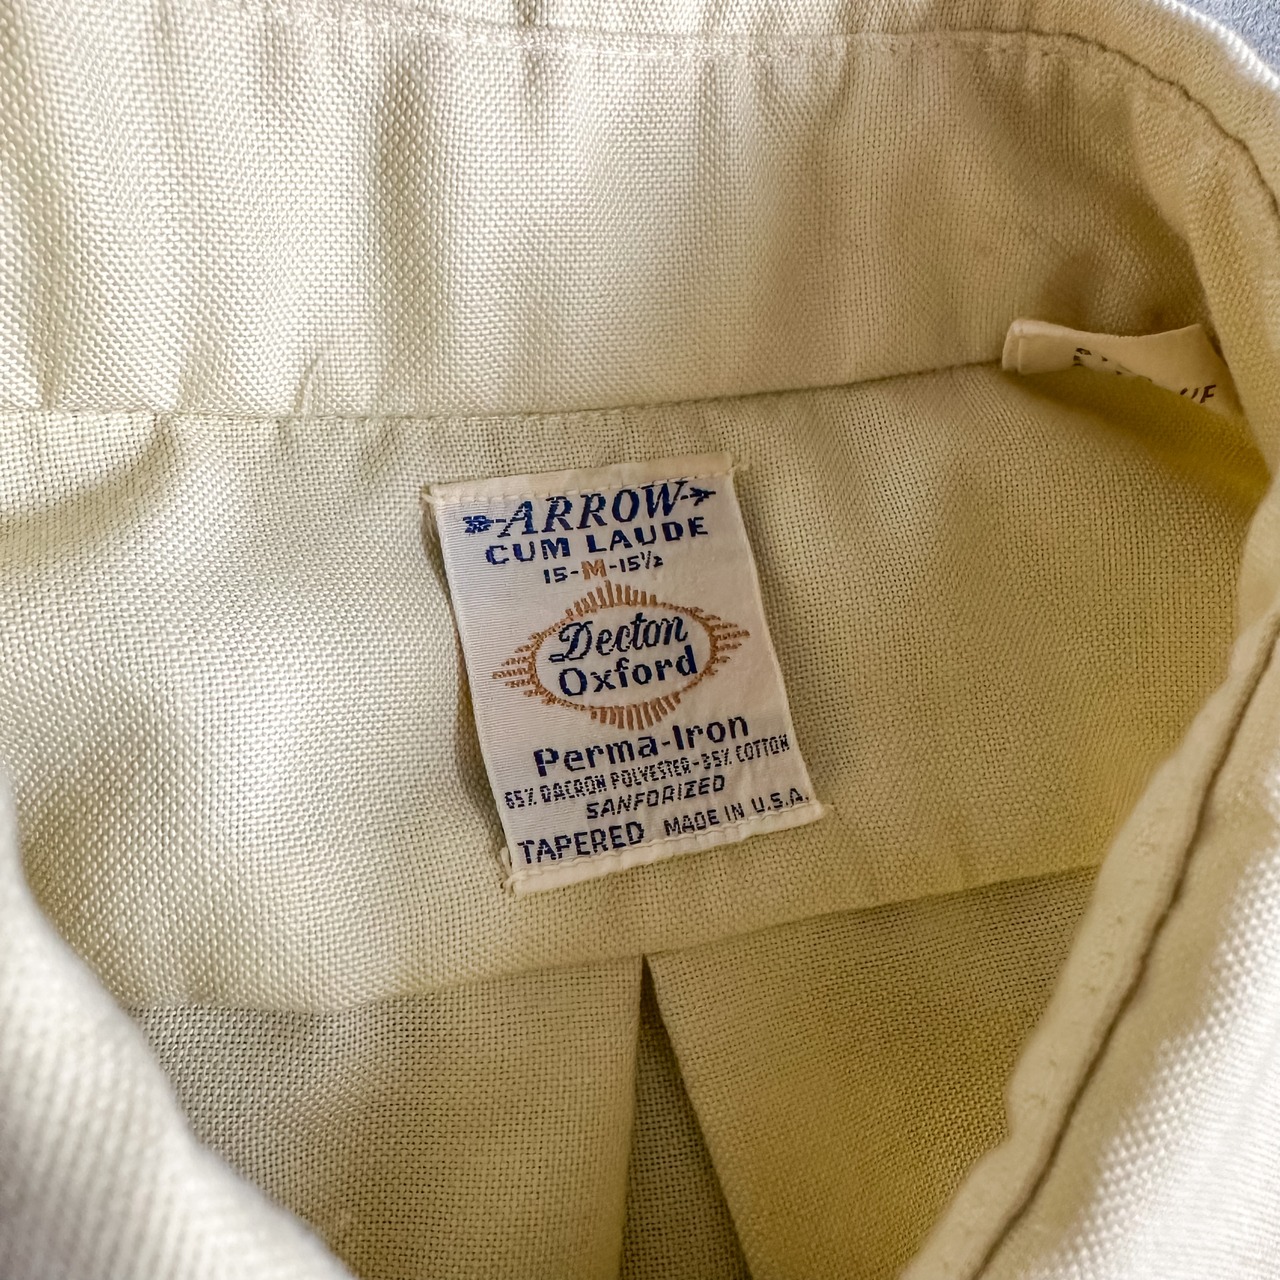 ARROW
CUM LAUDE
15-M-15½
Decton
Oxford
Perma-Iron
65% DACRON POLYESTER-35% COTTON
SANFORIZED
TAPERED MADE IN U.S.A.